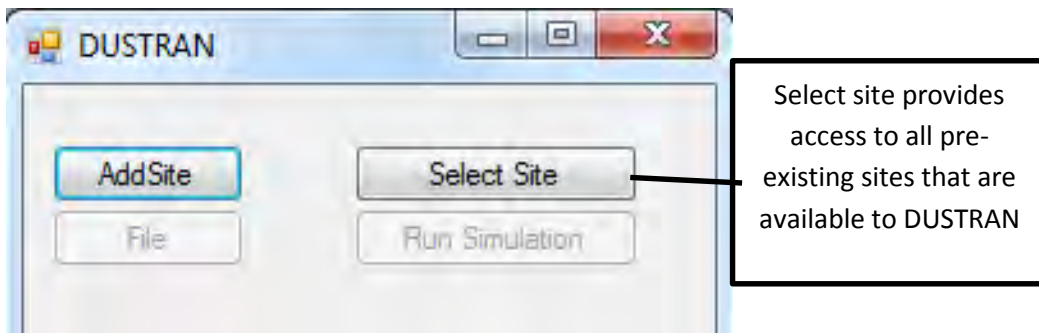 DUSTRAN
AddSite
Select Site
File
Run Simulation
Select site provides
access to all pre-
existing sites that are
available to DUSTRAN